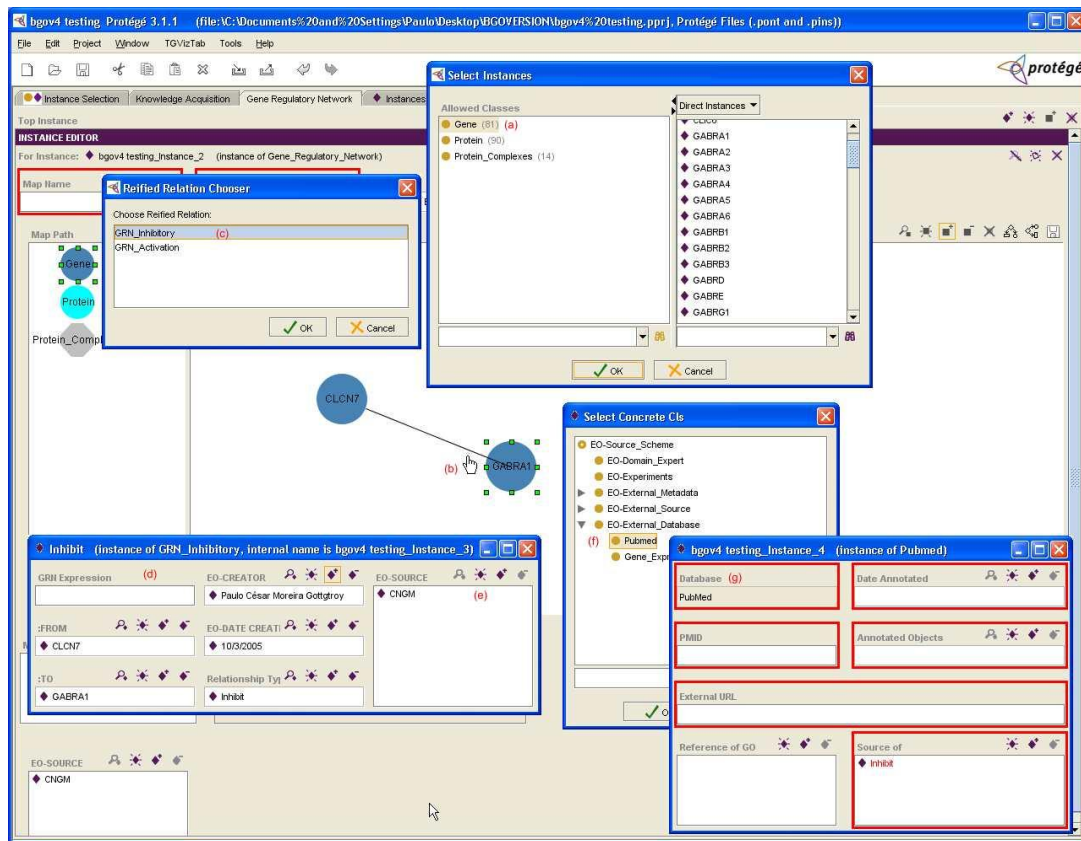 bgov4 testing Protégé 3.1.1 (file:\C:\Documents%20and%20Settings\Paulo\Desktop\BGOVERSION\bgov4%20testing.pprj, Protégé Files (.pont and .pins))
File Edit Project Window TGVizTab Tools Help
protégé
Instance Selection Knowledge Acquisition Gene Regulatory Network Instances
Top Instance
INSTANCE EDITOR
For Instance: bgov4 testing_Instance_2 (instance of Gene_Regulatory_Network)
Map Name
Map Path
Gene
Protein
Protein_Compl
Reified Relation Chooser
Choose Reified Relation:
GRN_Inhibitory (c)
GRN_Activation
OK Cancel
Select Instances
Allowed Classes
Gene (81) (a)
Protein (90)
Protein_Complexes (14)
Direct Instances
CLIC6
GABRA1
GABRA2
GABRA3
GABRA4
GABRA5
GABRA6
GABRB1
GABRB2
GABRB3
GABRD
GABRE
GABRG1
OK Cancel
CLCN7
(b)
GABRA1
Select Concrete Cls
EO-Source_Scheme
EO-Domain_Expert
EO-Experiments
EO-External_Metadata
EO-External_Source
EO-External_Database
(f) Pubmed
Gene_Expr
Inhibit (instance of GRN_Inhibitory, internal name is bgov4 testing_Instance_3)
GRN Expression (d)
EO-CREATOR
Paulo César Moreira Gottgtroy
EO-SOURCE
CNGM
(e)
:FROM
CLCN7
EO-DATE CREATI
10/3/2005
:TO
GABRA1
Relationship Typ
Inhibit
bgov4 testing_Instance_4 (instance of Pubmed)
Database (g)
PubMed
Date Annotated
PMID
Annotated Objects
External URL
Reference of GO
Source of
Inhibit
EO-SOURCE
CNGM